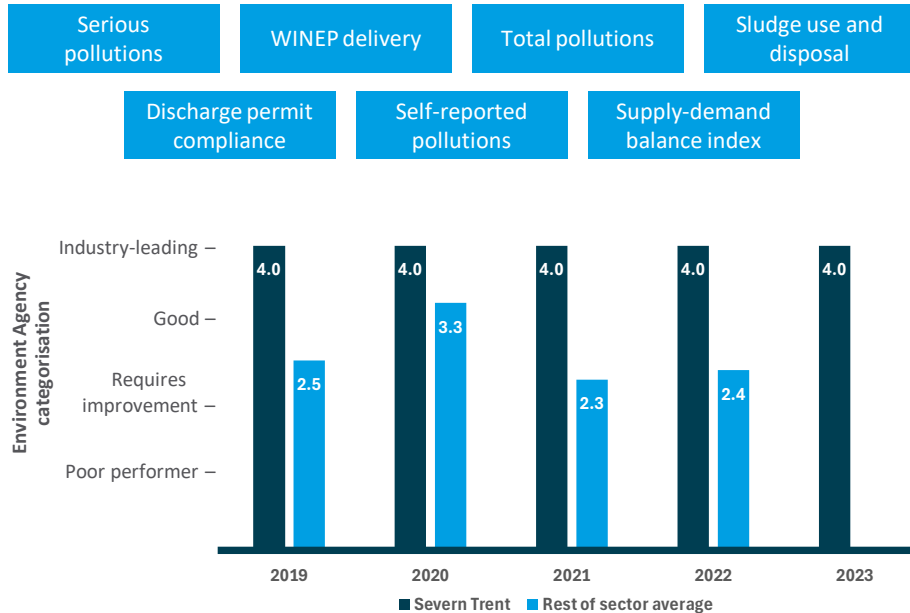 Serious
pollutions
WINEP delivery
Total pollutions
Sludge use and
disposal
Discharge permit
compliance
Self-reported
pollutions
Supply-demand
balance index
Environment Agency
categorisation
Industry-leading
Good
Requires
improvement
Poor performer
4.0
2.5
4.0
3.3
4.0
2.3
4.0
2.4
4.0
2019
2020
2021
2022
2023
Severn Trent
Rest of sector average